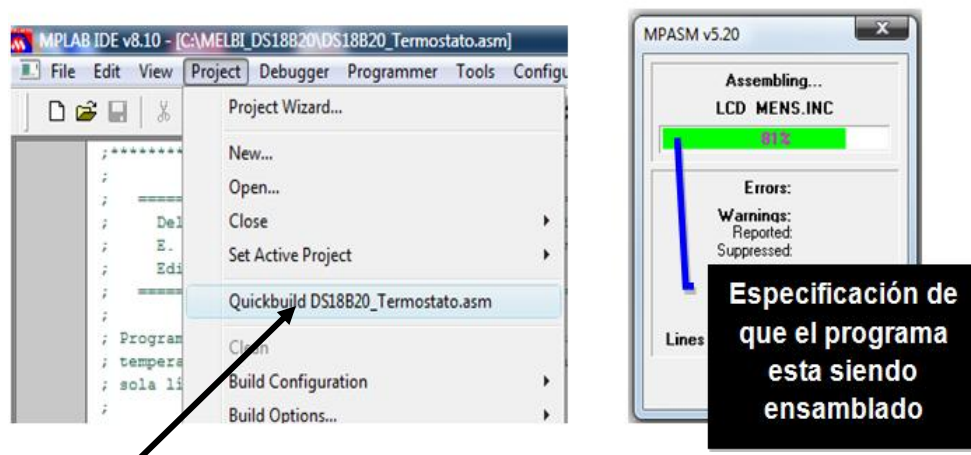 MPLAB IDE v8.10 - [C:\MELBI_DS18B20\DS18B20_Termostato.asm]
File Edit View Project Debugger Programmer Tools Configu
Project Wizard...
New...
Open...
Close
Set Active Project
Quickbuild DS18B20_Termostato.asm
Clean
Build Configuration
Build Options...
;********
;
; =====
; Del
; E.
; Edi
; =====
;
; Program
; tempera
; sola li
;
MPASM v5.20
Assembling...
LCD MENS.INC
81%
Errors:
Warnings:
Reported:
Suppressed:
Lines
Especificación de
que el programa
esta siendo
ensamblado